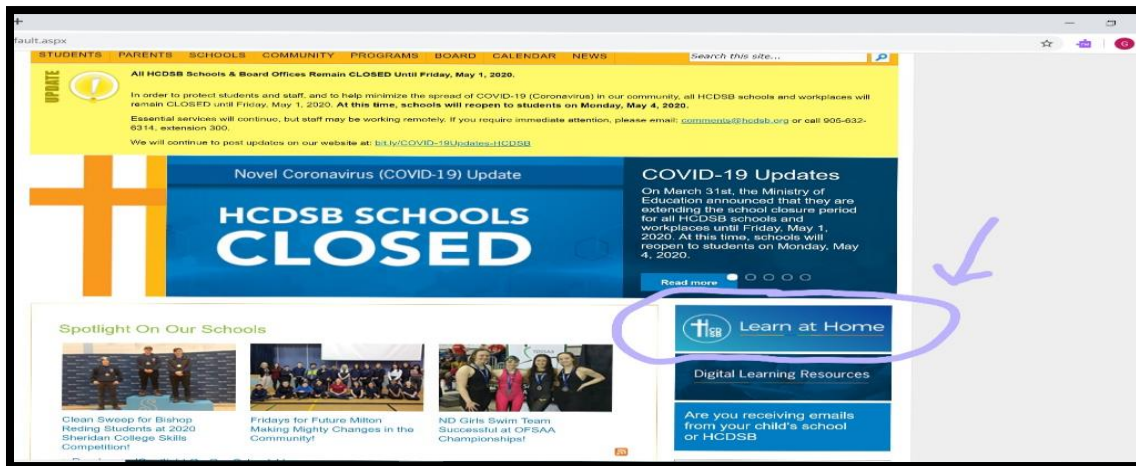 fault.aspx
G
STUDENTS PARENTS SCHOOLS COMMUNITY PROGRAMS BOARD CALENDAR NEWS
Search this site...
UPDATE
All HCDSB Schools & Board Offices Remain CLOSED Until Friday, May 1, 2020.
In order to protect students and staff, and to help minimize the spread of COVID-19 (Coronavirus) in our community, all HCDSB schools and workplaces will
remain CLOSED until Friday, May 1, 2020. At this time, schools will reopen to students on Monday, May 4, 2020.
Essential services will continue, but staff may be working remotely. If you require immediate attention, please email: comments@hcdsb.org or call 905-632-
6314, extension 300.
We will continue to post updates on our website at: bit.ly/COVID-19Updates-HCDSB
Novel Coronavirus (COVID-19) Update
HCDSB SCHOOLS
CLOSED
COVID-19 Updates
On March 31st, the Ministry of
Education announced that they are
extending the school closure period
for all HCDSB schools and
workplaces until Friday, May 1,
2020. At this time, schools will
reopen to students on Monday, May
4, 2020.
Read more
Spotlight On Our Schools
Clean Sweep for Bishop
Reding Students at 2020
Sheridan College Skills
Competition!
Fridays for Future Milton
Making Mighty Changes in the
Community!
ND Girls Swim Team
Successful at OFSAA
Championships!
Learn at Home
Digital Learning Resources
Are you receiving emails
from your child's school
or HCDSB